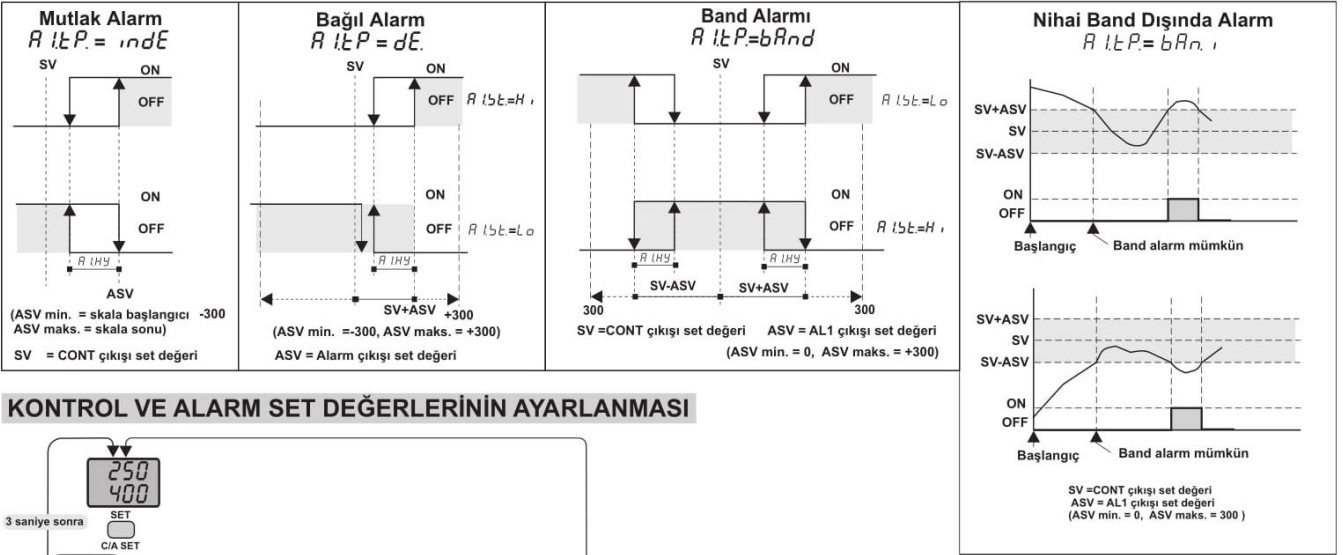 Mutlak Alarm
A1.tP. = indE
SV
ON
OFF
ON
OFF
A1.HY
ASV
(ASV min. = skala başlangıcı -300
ASV maks. = skala sonu)
SV = CONT çıkışı set değeri
Bağıl Alarm
A1.tP = dE.
SV
ON
OFF
A1.St.=Hi
ON
OFF
A1.St.=Lo
A1.HY
SV+ASV
+300
(ASV min. =-300, ASV maks. = +300)
ASV = Alarm çıkışı set değeri
Band Alarmı
A1.tP.=bAnd
SV
ON
OFF
A1.St.=Lo
ON
OFF
A1.St.=Hi
A1.HY
A1.HY
SV-ASV
SV+ASV
300
300
SV =CONT çıkışı set değeri ASV = AL1 çıkışı set değeri
(ASV min. = 0, ASV maks. = +300)
Nihai Band Dışında Alarm
A1.tP.= bAn.i
SV+ASV
SV
SV-ASV
ON
OFF
Başlangıç
Band alarm mümkün
SV+ASV
SV
SV-ASV
ON
OFF
Başlangıç
Band alarm mümkün
SV =CONT çıkışı set değeri
ASV = AL1 çıkışı set değeri
(ASV min. = 0, ASV maks. = 300 )
KONTROL VE ALARM SET DEĞERLERİNİN AYARLANMASI
250
400
SET
3 saniye sonra
C/A SET